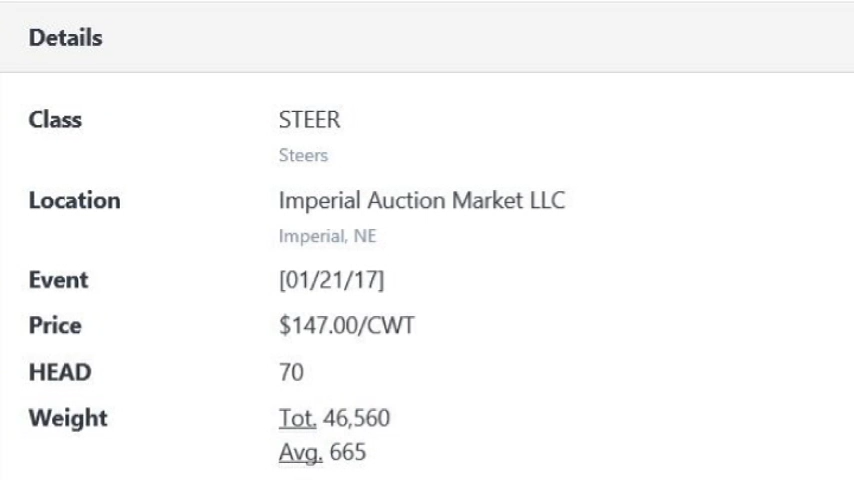 Details
Class STEER
Steers
Location Imperial Auction Market LLC
Imperial, NE
Event [01/21/17]
Price $147.00/CWT
HEAD 70
Weight Tot. 46,560
Avg. 665